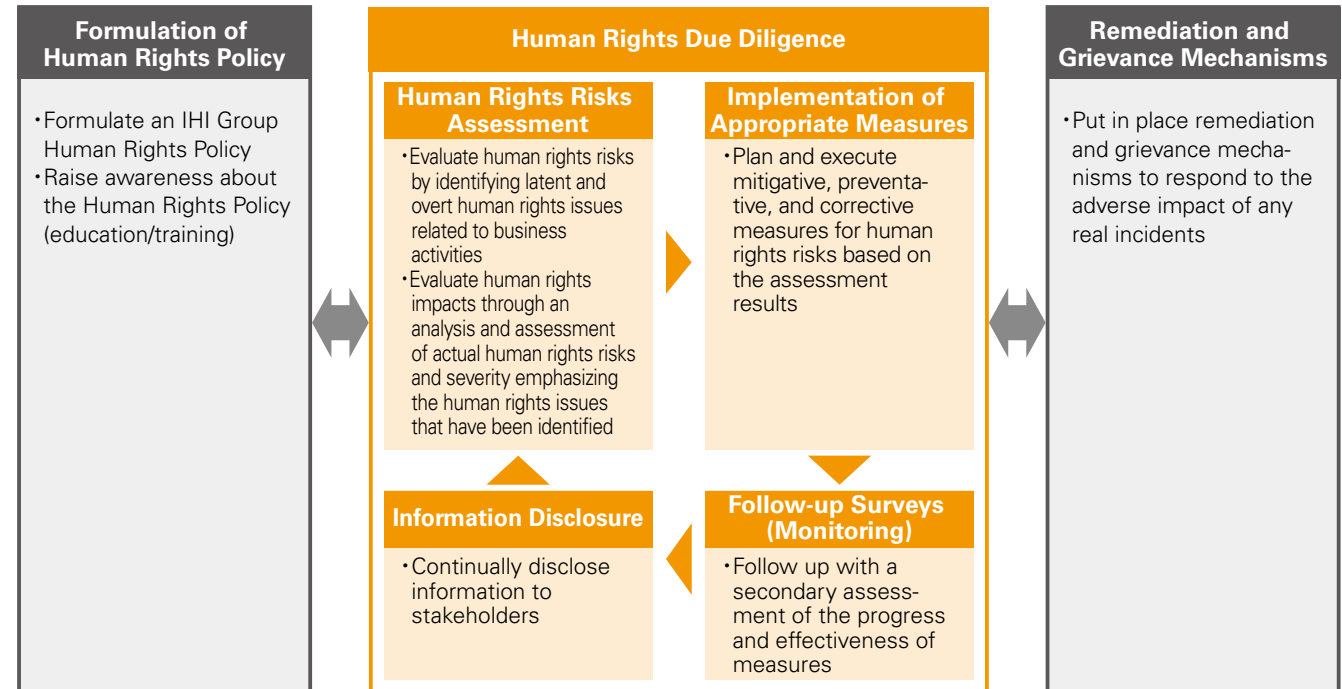 Formulation of
Human Rights Policy
・Formulate an IHI Group
Human Rights Policy
・Raise awareness about
the Human Rights Policy
(education/training)
Human Rights Due Diligence
Human Rights Risks
Assessment
・Evaluate human rights risks
by identifying latent and
overt human rights issues
related to business
activities
・Evaluate human rights
impacts through an
analysis and assessment
of actual human rights risks
and severity emphasizing
the human rights issues
that have been identified
Implementation of
Appropriate Measures
・Plan and execute
mitigative, preventa-
tive, and corrective
measures for human
rights risks based on
the assessment
results
Follow-up Surveys
(Monitoring)
・Follow up with a
secondary assess-
ment of the progress
and effectiveness of
measures
Information Disclosure
・Continually disclose
information to
stakeholders
Remediation and
Grievance Mechanisms
・Put in place remediation
and grievance mecha-
nisms to respond to the
adverse impact of any
real incidents